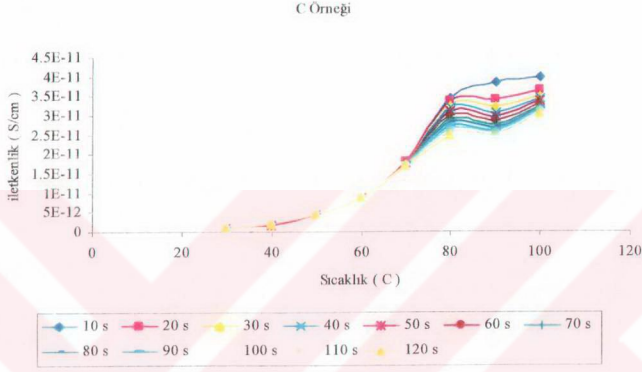 C Örneği
4.5E-11
4E-11
3.5E-11
3E-11
2.5E-11
2E-11
1.5E-11
1E-11
5E-12
0
iletkenlik ( S/cm )
0 20 40 60 80 100 120
Sıcaklık ( C )
10 s 20 s 30 s 40 s 50 s 60 s 70 s
80 s 90 s 100 s 110 s 120 s